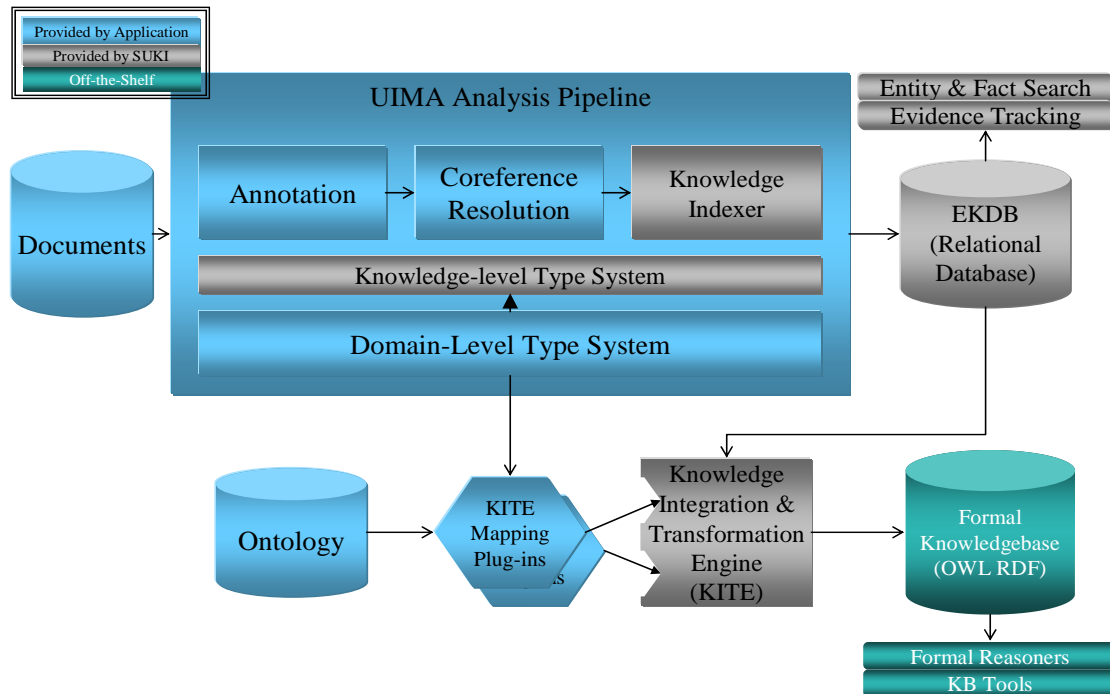 Provided by Application
Provided by SUKI
Off-the-Shelf
UIMA Analysis Pipeline
Entity & Fact Search
Evidence Tracking
Documents
Annotation
Coreference
Resolution
Knowledge
Indexer
EKDB
(Relational
Database)
Knowledge-level Type System
Domain-Level Type System
Ontology
KITE
Mapping
Plug-ins
Knowledge
Integration &
Transformation
Engine
(KITE)
Formal
Knowledgebase
(OWL RDF)
Formal Reasoners
KB Tools